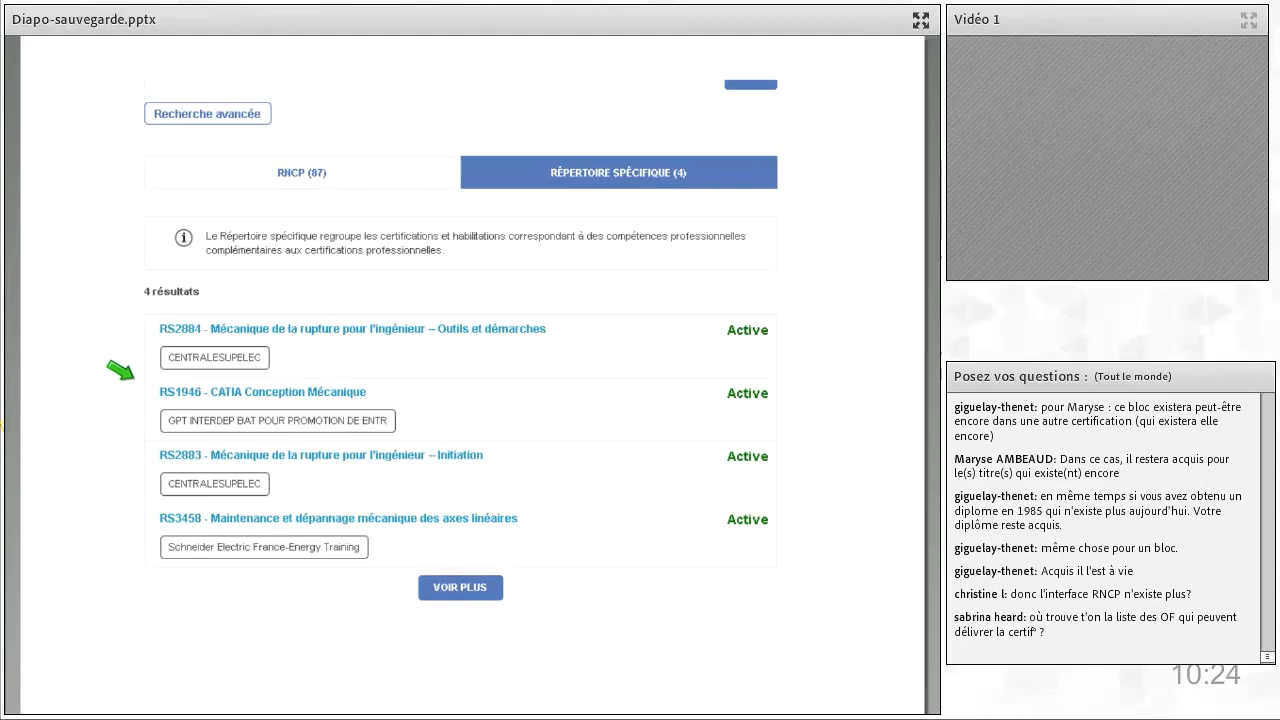 Diapo-sauvegarde.pptx
Recherche avancée
RNCP (87)
RÉPERTOIRE SPÉCIFIQUE (4)
Le Répertoire spécifique regroupe les certifications et habilitations correspondant à des compétences professionnelles
complémentaires aux certifications professionnelles.
4 résultats
RS2884 - Mécanique de la rupture pour l'ingénieur – Outils et démarches
Active
CENTRALESUPELEC
RS1946 - CATIA Conception Mécanique
Active
GPT INTERDEP BAT POUR PROMOTION DE ENTR
RS2883 - Mécanique de la rupture pour l'ingénieur – Initiation
Active
CENTRALESUPELEC
RS3458 - Maintenance et dépannage mécanique des axes linéaires
Active
Schneider Electric France-Energy Training
VOIR PLUS
Vidéo 1
Posez vos questions : (Tout le monde)
giguelay-thenet: pour Maryse : ce bloc existera peut-être
encore dans une autre certification (qui existera elle
encore)
Maryse AMBEAUD: Dans ce cas, il restera acquis pour
le(s) titre(s) qui existe(nt) encore
giguelay-thenet: en même temps si vous avez obtenu un
diplome en 1985 qui n'existe plus aujourd'hui. Votre
diplôme reste acquis.
giguelay-thenet: même chose pour un bloc.
giguelay-thenet: Acquis il l'est à vie
christine l: donc l'interface RNCP n'existe plus?
sabrina heard: où trouve t'on la liste des OF qui peuvent
délivrer la certif° ?
10:24